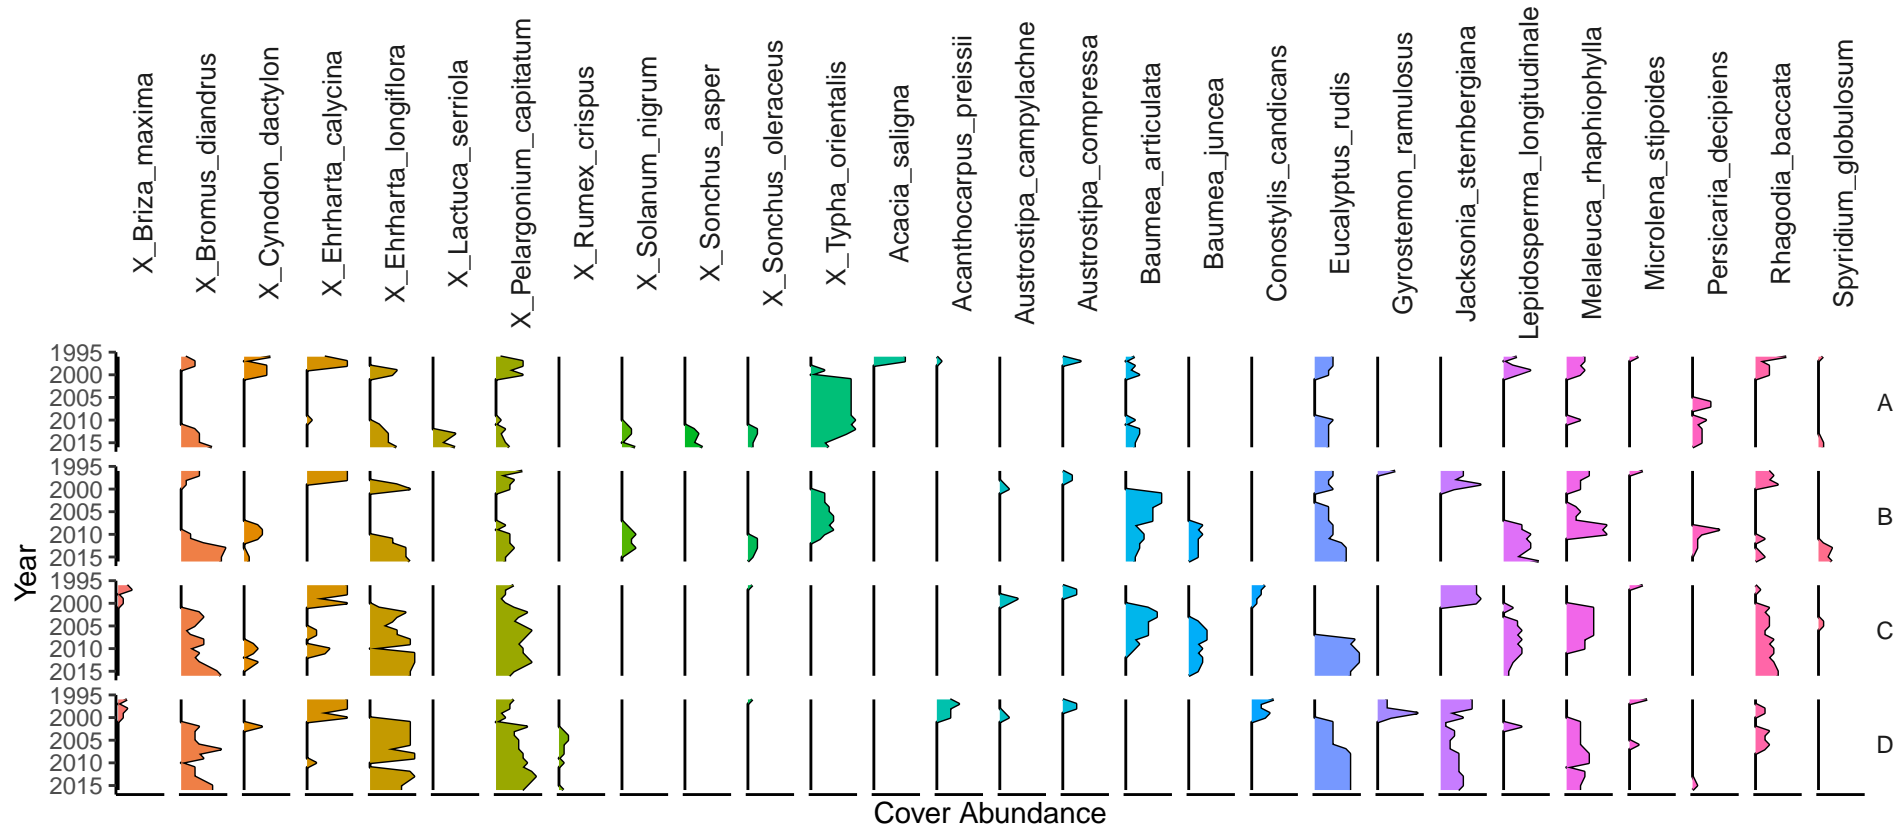 X_Briza_maxima
X_Bromus_diandrus
X_Cynodon_dactylon
X_Ehrharta_calycina
X_Ehrharta_longiflora
X_Lactuca_serriola
X_Pelargonium_capitatum
X_Rumex_crispus
X_Solanum_nigrum
X_Sonchus_asper
X_Sonchus_oleraceus
X_Typha_orientalis
Acacia_saligna
Acanthocarpus_preissii
Austrostipa_campylachne
Austrostipa_compressa
Baumea_articulata
Baumea_juncea
Conostylis_candicans
Eucalyptus_rudis
Gyrostemon_ramulosus
Jacksonia_sternbergiana
Lepidosperma_longitudinale
Melaleuca_rhaphiophylla
Microlena_stipoides
Persicaria_decipiens
Rhagodia_baccata
Spyridium_globulosum
Year
1995
2000
2005
2010
2015
A
1995
2000
2005
2010
2015
B
1995
2000
2005
2010
2015
C
1995
2000
2005
2010
2015
D
Cover Abundance